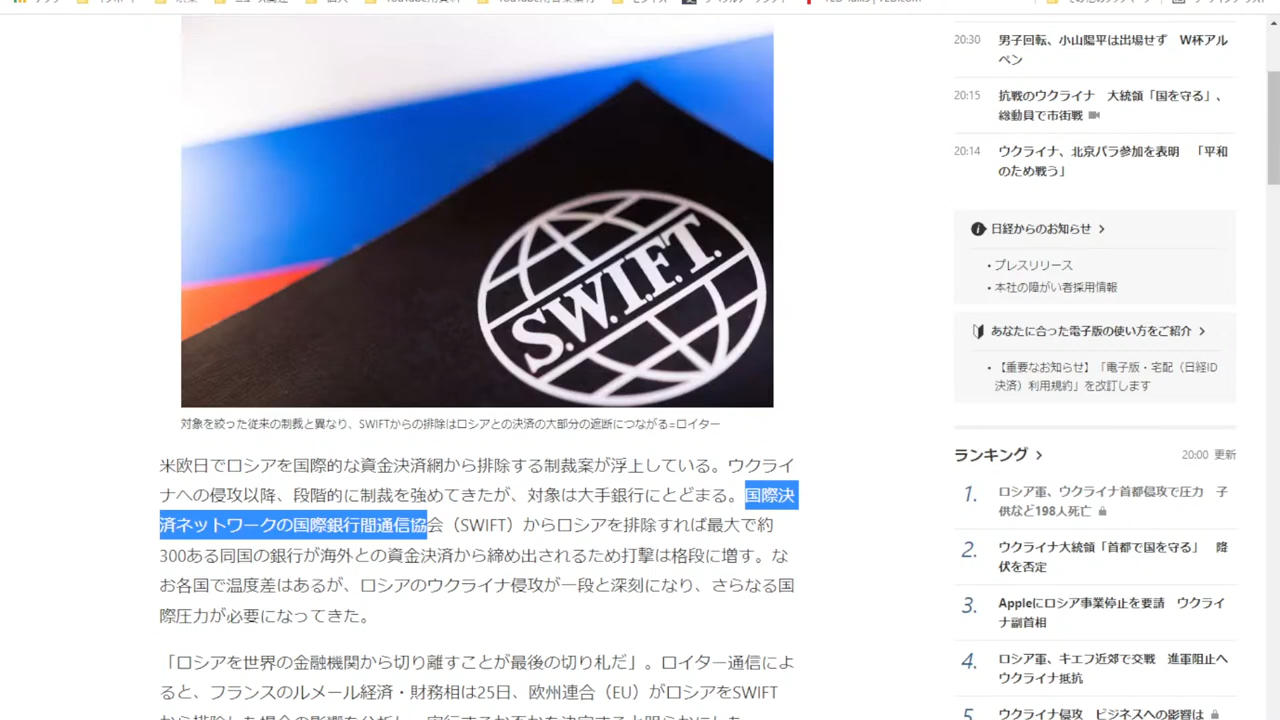 S.W.I.F.T.
対象を絞った従来の制裁と異なり、SWIFTからの排除はロシアとの決済の大部分の遮断につながる=ロイター
米欧日でロシアを国際的な資金決済網から排除する制裁案が浮上している。ウクライ
ナへの侵攻以降、段階的に制裁を強めてきたが、対象は大手銀行にとどまる。国際決
済ネットワークの国際銀行間通信協会（SWIFT）からロシアを排除すれば最大で約
300ある同国の銀行が海外との資金決済から締め出されるため打撃は格段に増す。な
お各国で温度差はあるが、ロシアのウクライナ侵攻が一段と深刻になり、さらなる国
際圧力が必要になってきた。
「ロシアを世界の金融機関から切り離すことが最後の切り札だ」。ロイター通信によ
ると、フランスのルメール経済・財務相は25日、欧州連合（EU）がロシアをSWIFT
20:30 男子回転、小山陽平は出場せず　W杯アル
ペン
20:15 抗戦のウクライナ　大統領「国を守る」、
総動員で市街戦
20:14 ウクライナ、北京パラ参加を表明　「平和
のため戦う」
日経からのお知らせ
・プレスリリース
・本社の障がい者採用情報
あなたに合った電子版の使い方をご紹介
・【重要なお知らせ】「電子版・宅配（日経ID
決済）利用規約」を改訂します
ランキング 20:00 更新
1. ロシア軍、ウクライナ首都侵攻で圧力　子
供など198人死亡
2. ウクライナ大統領「首都で国を守る」　降
伏を否定
3. Appleにロシア事業停止を要請　ウクライ
ナ副首相
4. ロシア軍、キエフ近郊で交戦　進軍阻止へ
ウクライナ抵抗
5. ウクライナ侵攻　ビジネスへの影響は